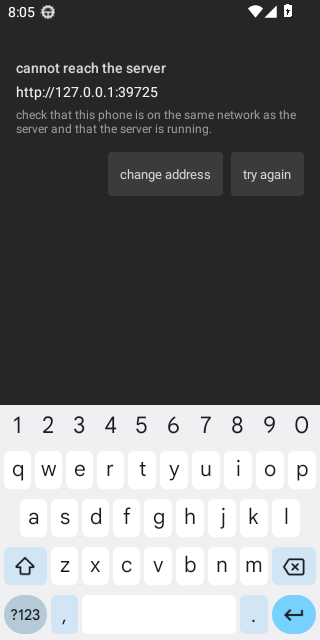 8:05
cannot reach the server
http://127.0.0.1:39725
check that this phone is on the same network as the
server and that the server is running.
change address try again
1 2 3 4 5 6 7 8 9 0
q w e r t y u i o p
a s d f g h j k l
z x c v b n m
?123 , .